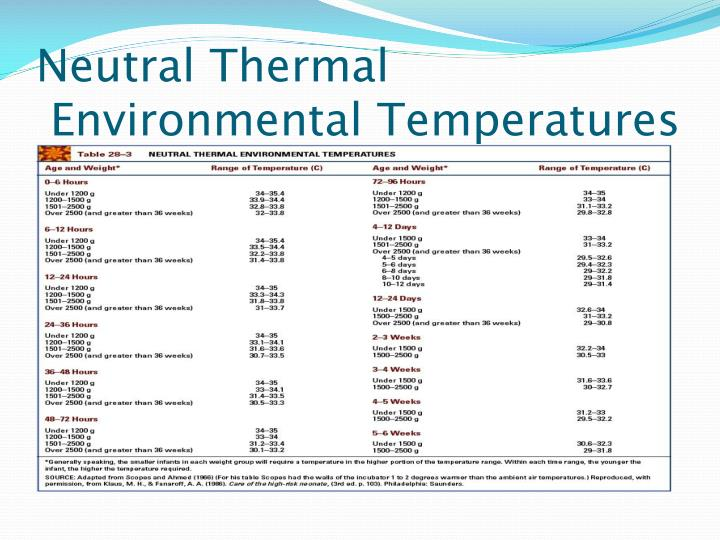 Neutral Thermal
Environmental Temperatures
Table 28–3 NEUTRAL THERMAL ENVIRONMENTAL TEMPERATURES
Age and Weight* Range of Temperature (C)
0–6 Hours
Under 1200 g 34–35.4
1200–1500 g 33.9–34.4
1501–2500 g 32.8–33.8
Over 2500 (and greater than 36 weeks) 32–33.8
6–12 Hours
Under 1200 g 34–35.4
1200–1500 g 33.5–34.4
1501–2500 g 32.2–33.8
Over 2500 (and greater than 36 weeks) 31.4–33.8
12–24 Hours
Under 1200 g 34–35
1200–1500 g 33.3–34.3
1501–2500 g 31.8–33.8
Over 2500 (and greater than 36 weeks) 31–33.7
24–36 Hours
Under 1200 g 34–35
1200–1500 g 33.1–34.1
1501–2500 g 31.6–33.6
Over 2500 (and greater than 36 weeks) 30.7–33.5
36–48 Hours
Under 1200 g 34–35
1200–1500 g 33–34.1
1501–2500 g 31.4–33.5
Over 2500 (and greater than 36 weeks) 30.5–33.3
48–72 Hours
Under 1200 g 34–35
1200–1500 g 33–34
1501–2500 g 31.2–33.4
Over 2500 (and greater than 36 weeks) 30.1–33.2
Age and Weight* Range of Temperature (C)
72–96 Hours
Under 1200 g 34–35
1200–1500 g 33–34
1501–2500 g 31.1–33.2
Over 2500 (and greater than 36 weeks) 29.8–32.8
4–12 Days
Under 1500 g 33–34
1501–2500 g 31–33.2
Over 2500 (and greater than 36 weeks)
4–5 days 29.5–32.6
5–6 days 29.4–32.3
6–8 days 29–32.2
8–10 days 29–31.8
10–12 days 29–31.4
12–24 Days
Under 1500 g 32.6–34
1500–2500 g 31–33.2
Over 2500 (and greater than 36 weeks) 29–30.8
2–3 Weeks
Under 1500 g 32.2–34
1500–2500 g 30.5–33
3–4 Weeks
Under 1500 g 31.6–33.6
1500–2500 g 30–32.7
4–5 Weeks
Under 1500 g 31.2–33
1500–2500 g 29.5–32.2
5–6 Weeks
Under 1500 g 30.6–32.3
1500–2500 g 29–31.8
*Generally speaking, the smaller infants in each weight group will require a temperature in the higher portion of the temperature range. Within each time range, the younger the
infant, the higher the temperature required.
SOURCE: Adapted from Scopes and Ahmed (1966) (For his table Scopes had the walls of the incubator 1 to 2 degrees warmer than the ambient air temperatures.) Reproduced, with
permission, from Klaus, M. H., & Fanaroff, A. A. (1986). Care of the high-risk neonate, (3rd ed. p. 103). Philadelphia: Saunders.